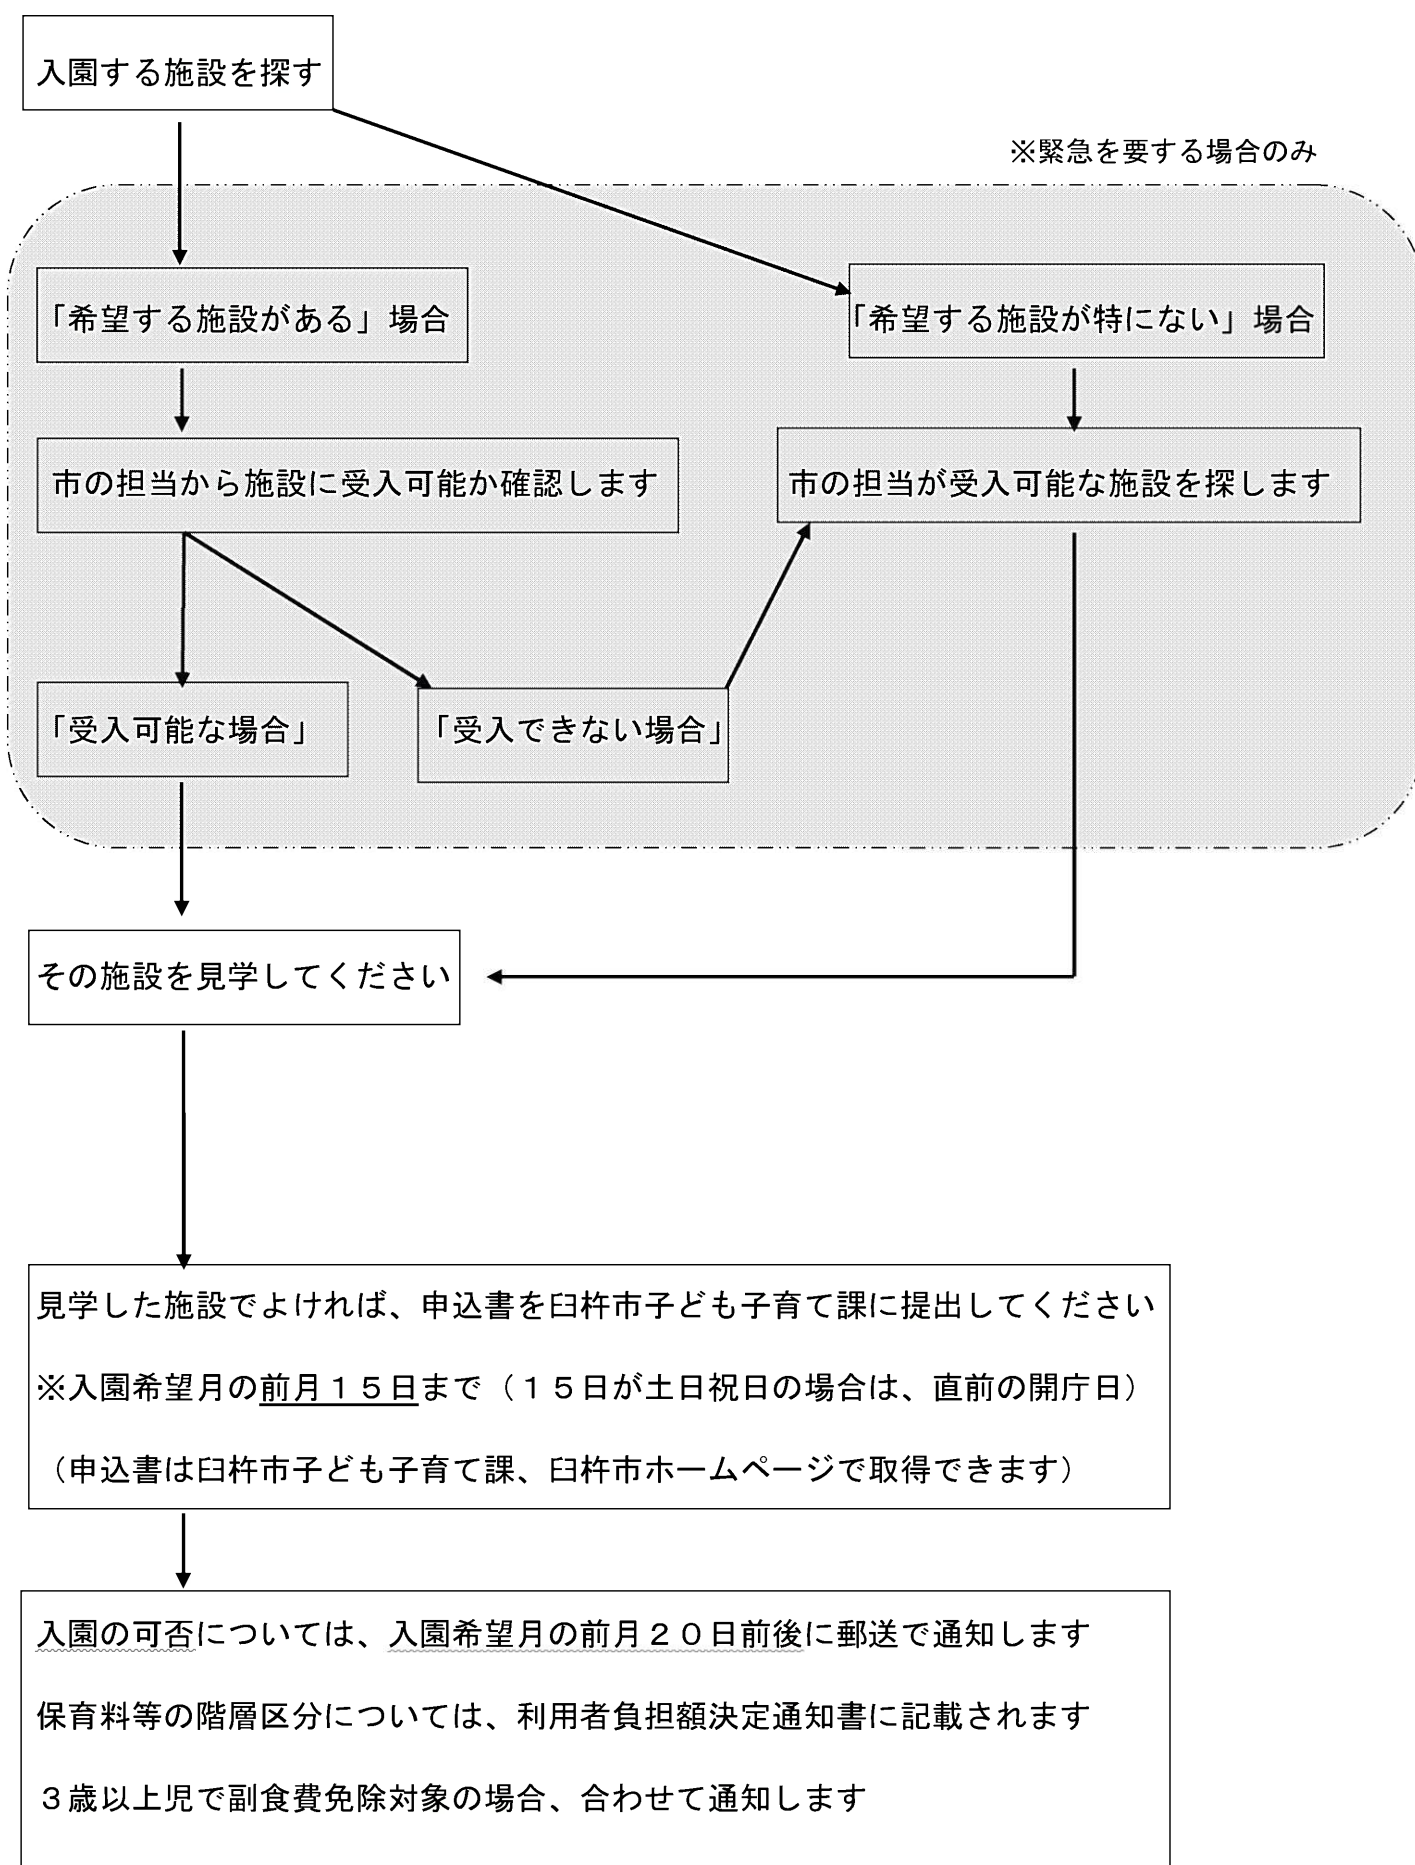 入園する施設を探す
※緊急を要する場合のみ
「希望する施設がある」場合
「希望する施設が特にない」場合
市の担当から施設に受入可能か確認します
市の担当が受入可能な施設を探します
「受入可能な場合」
「受入できない場合」
その施設を見学してください
見学した施設でよければ、申込書を臼杵市子ども子育て課に提出してください
※入園希望月の前月１５日まで（１５日が土日祝日の場合は、直前の開庁日）
（申込書は臼杵市子ども子育て課、臼杵市ホームページで取得できます）
入園の可否については、入園希望月の前月２０日前後に郵送で通知します
保育料等の階層区分については、利用者負担額決定通知書に記載されます
３歳以上児で副食費免除対象の場合、合わせて通知します